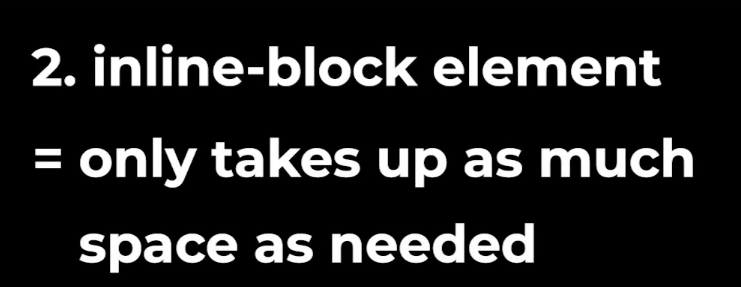 2. inline-block element
= only takes up as much
space as needed